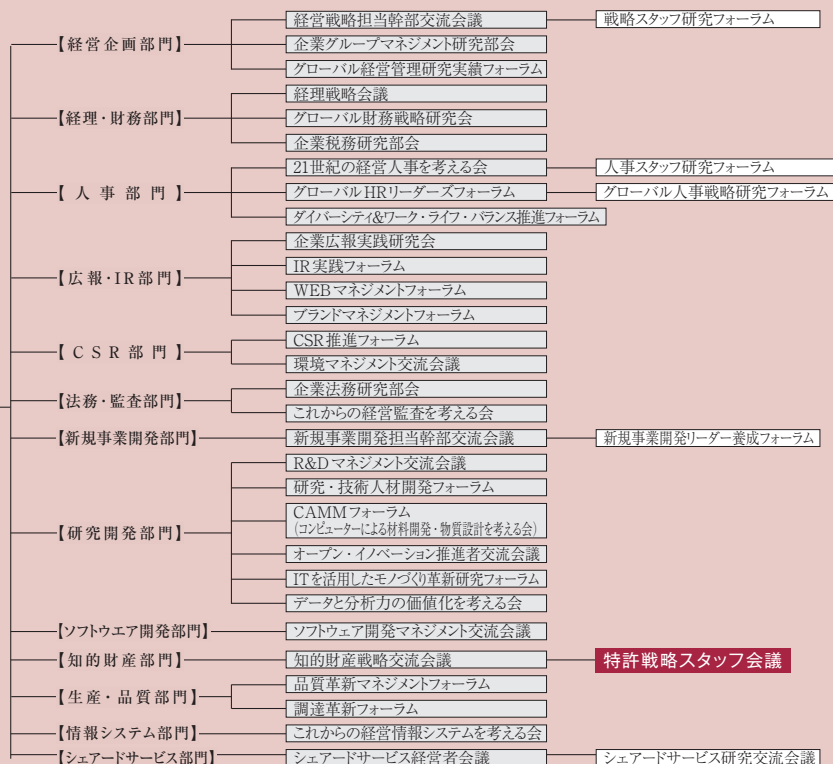 経営戦略担当幹部交流会議 戦略スタッフ研究フォーラム
【経営企画部門】 企業グループマネジメント研究部会
グローバル経営管理研究実績フォーラム
経理戦略会議
【経理・財務部門】 グローバル財務戦略研究会
企業税務研究部会
21世紀の経営人事を考える会 人事スタッフ研究フォーラム
【人事部門】 グローバルHRリーダーズフォーラム グローバル人事戦略研究フォーラム
ダイバーシティ&ワーク・ライフ・バランス推進フォーラム
企業広報実践研究会
【広報・IR部門】 IR実践フォーラム
WEBマネジメントフォーラム
ブランドマネジメントフォーラム
【CSR部門】 CSR推進フォーラム
環境マネジメント交流会議
【法務・監査部門】 企業法務研究部会
これからの経営監査を考える会
【新規事業開発部門】 新規事業開発担当幹部交流会議 新規事業開発リーダー養成フォーラム
R&Dマネジメント交流会議
研究・技術人材開発フォーラム
【研究開発部門】 CAMMフォーラム
(コンピューターによる材料開発・物質設計を考える会)
オープン・イノベーション推進者交流会議
ITを活用したモノづくり革新研究フォーラム
データと分析力の価値化を考える会
【ソフトウエア開発部門】 ソフトウェア開発マネジメント交流会議
【知的財産部門】 知的財産戦略交流会議 特許戦略スタッフ会議
【生産・品質部門】 品質革新マネジメントフォーラム
調達革新フォーラム
【情報システム部門】 これからの経営情報システムを考える会
【シェアードサービス部門】 シェアードサービス経営者会議 シェアードサービス研究交流会議